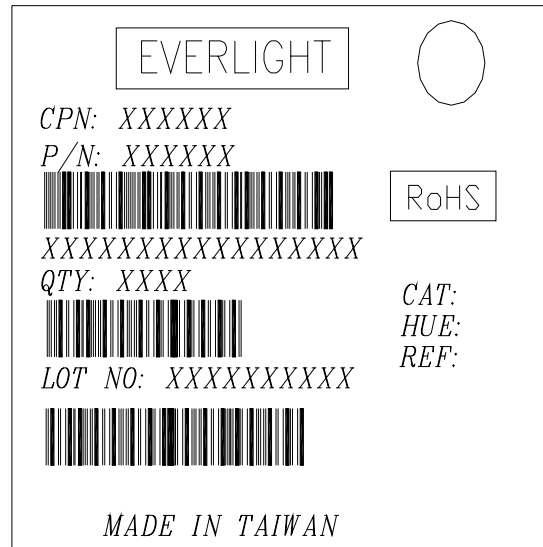 EVERLIGHT
CPN: XXXXXX
P/N: XXXXXX
RoHS
XXXXXXXXXXXXXXXXX
QTY: XXXX
CAT:
HUE:
REF:
LOT NO: XXXXXXXXXX
MADE IN TAIWAN